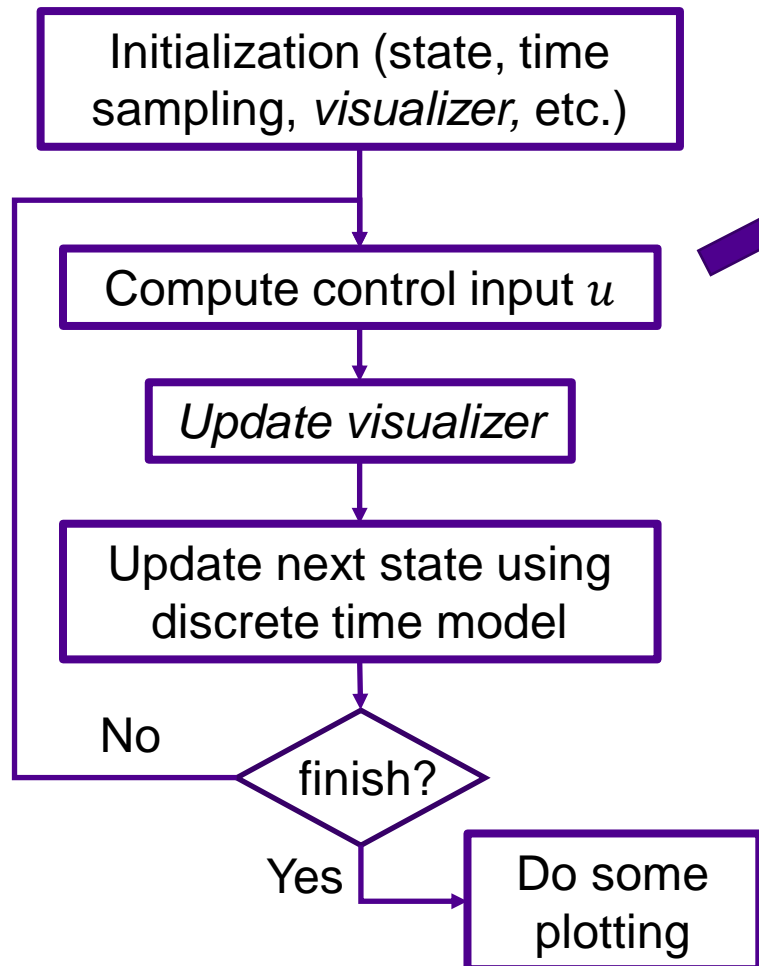 Initialization (state, time
sampling, visualizer, etc.)
Compute control input 𝑢
Update visualizer
Update next state using
discrete time model
No
finish?
Yes
Do some
plotting